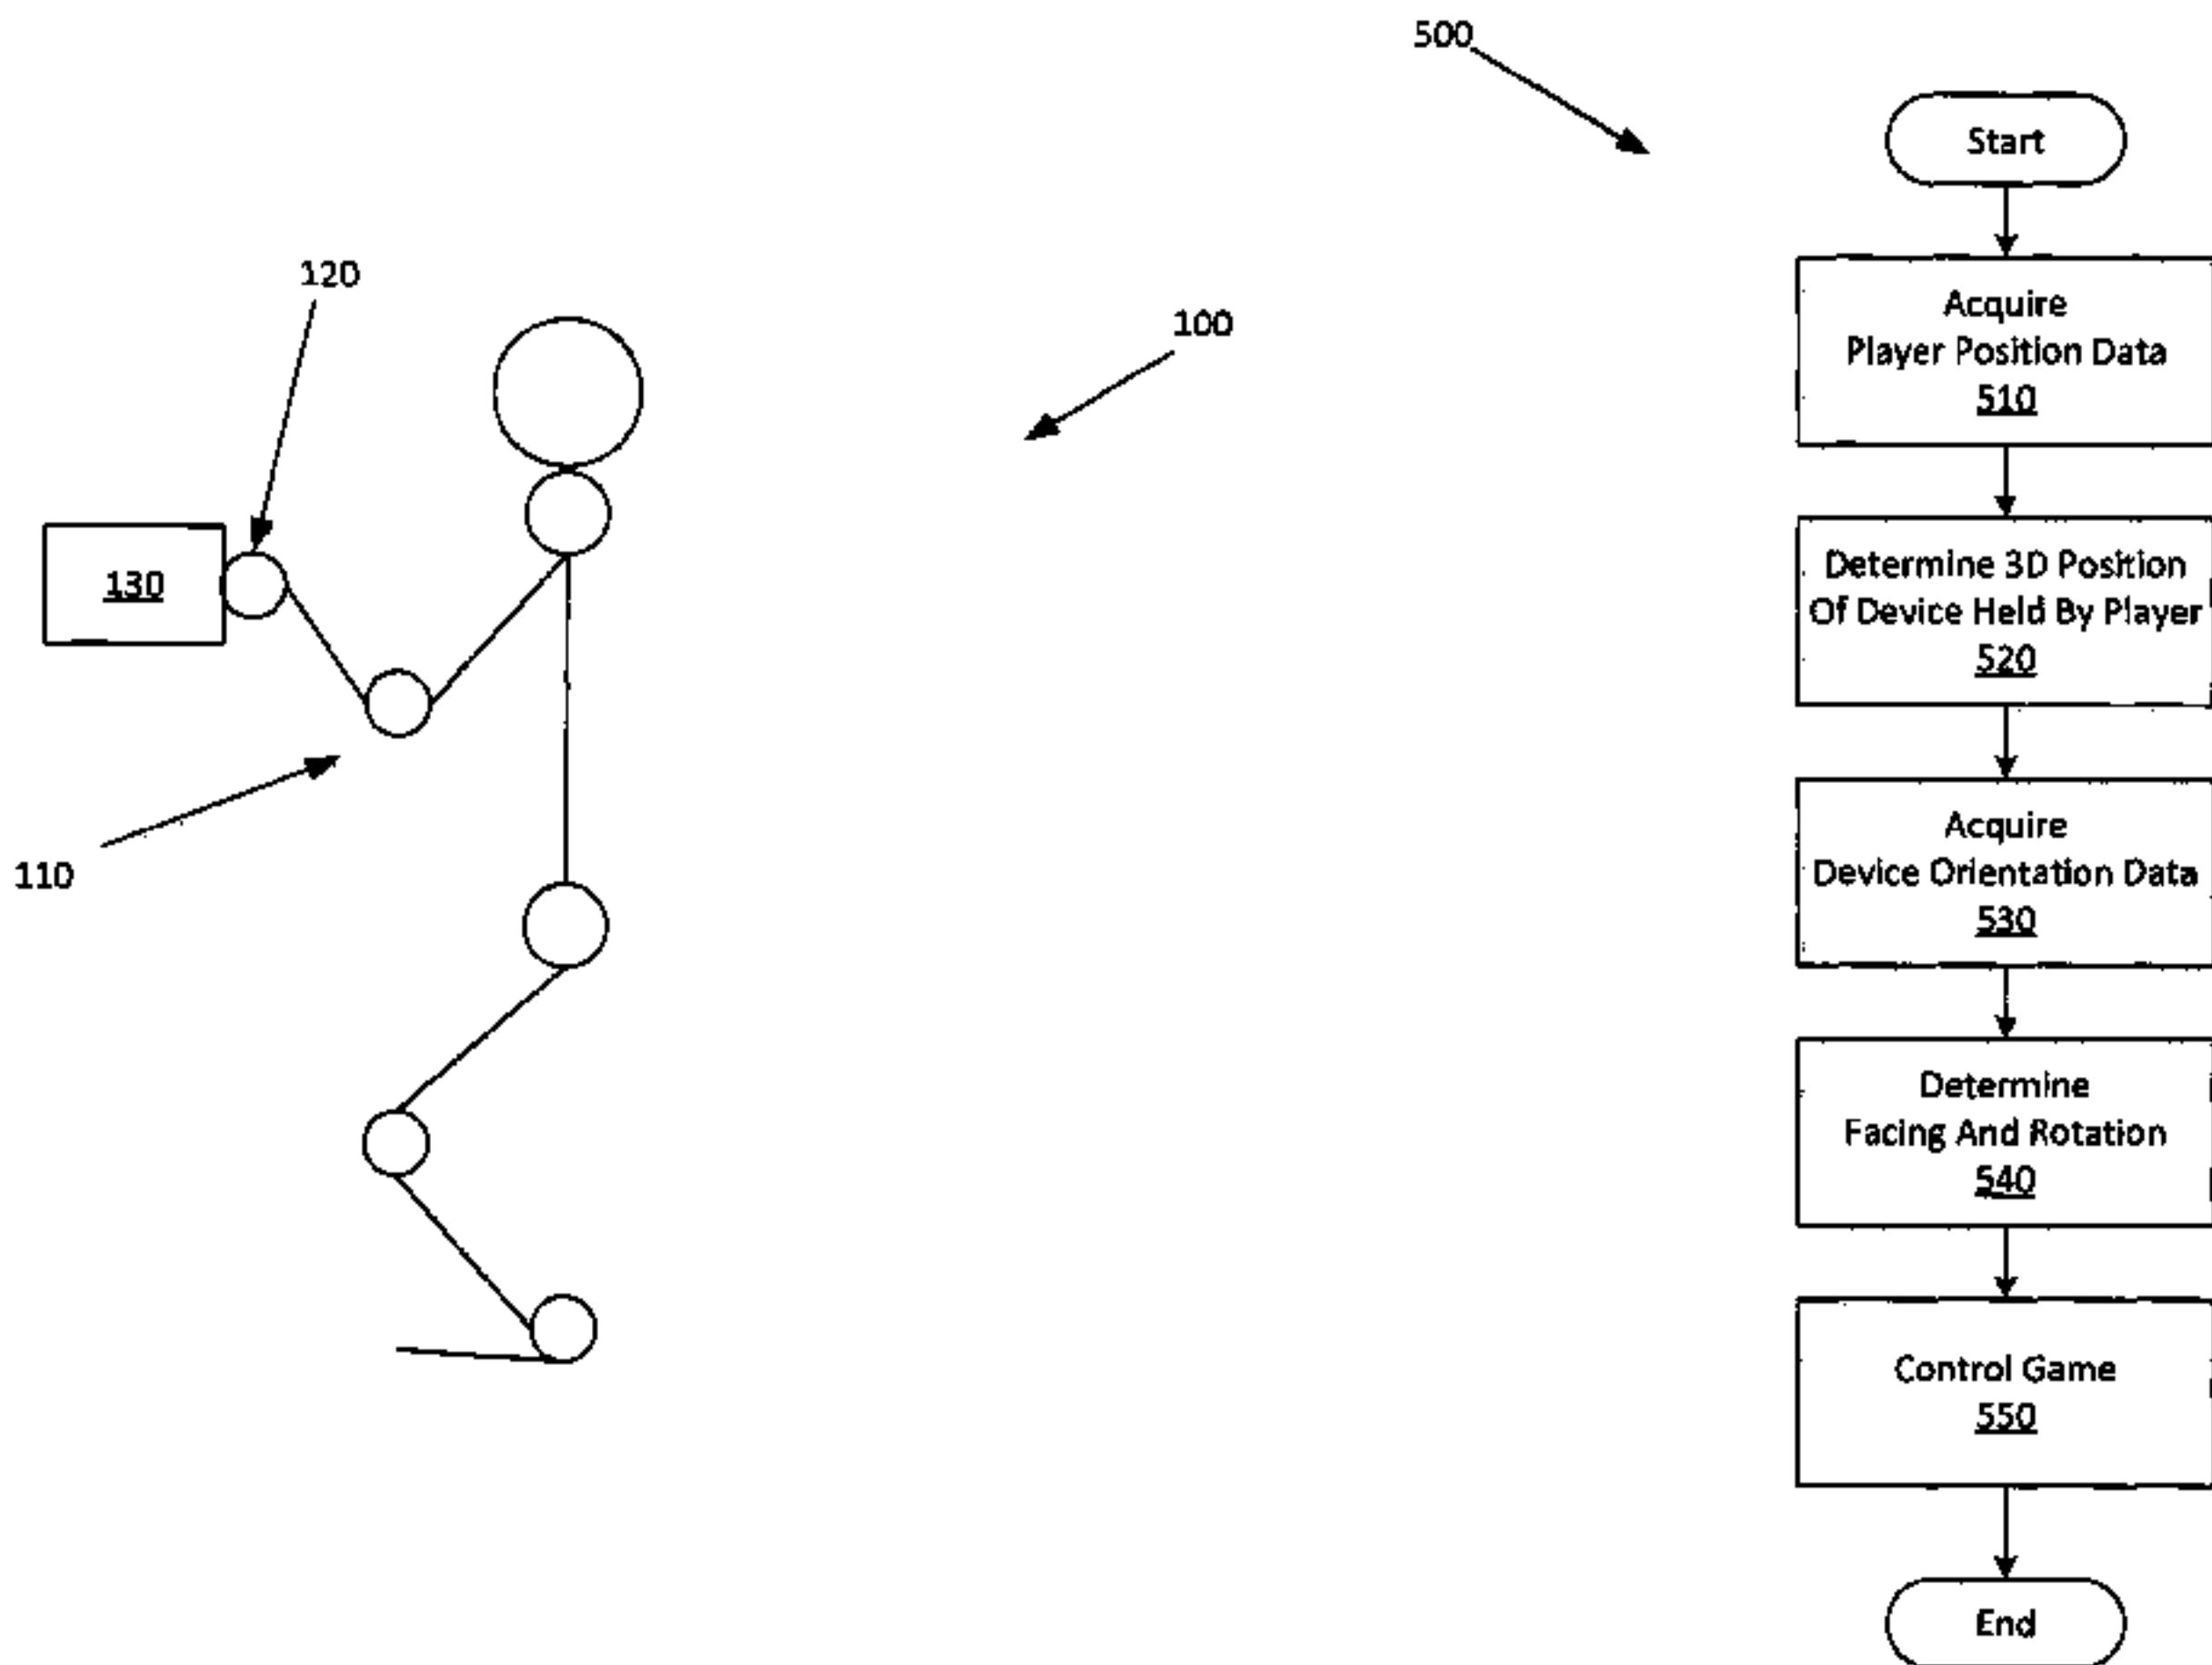 120
100
130
110
500
Start
Acquire
Player Position Data
510
Determine 3D Position
Of Device Held By Player
520
Acquire
Device Orientation Data
530
Determine
Facing And Rotation
540
Control Game
550
End